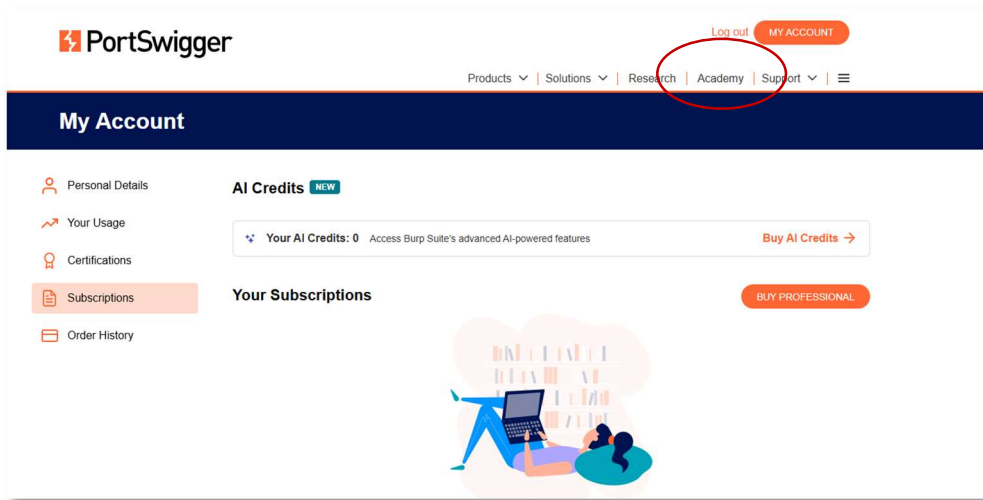 PortSwigger
Log out MY ACCOUNT
Products | Solutions | Research | Academy | Support |
My Account
Personal Details
Your Usage
Certifications
Subscriptions
Order History
AI Credits NEW
Your AI Credits: 0 Access Burp Suite's advanced AI-powered features Buy AI Credits →
Your Subscriptions BUY PROFESSIONAL